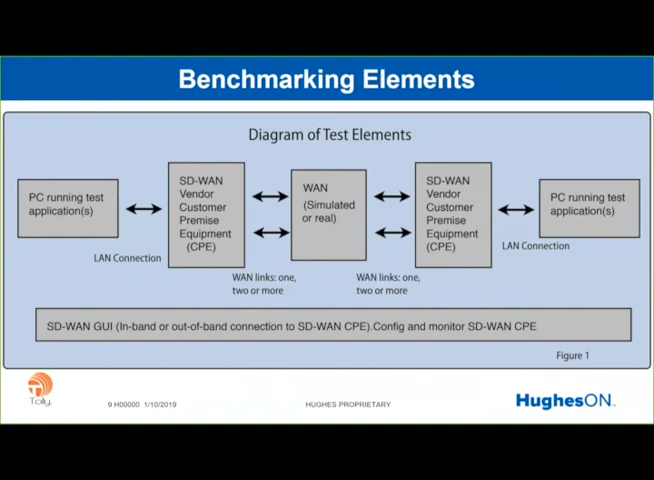 Benchmarking Elements
Diagram of Test Elements
PC running test
application(s)
LAN Connection
SD-WAN
Vendor
Customer
Premise
Equipment
(CPE)
WAN links: one,
two or more
WAN
(Simulated
or real)
WAN links: one,
two or more
SD-WAN
Vendor
Customer
Premise
Equipment
(CPE)
LAN Connection
PC running test
application(s)
SD-WAN GUI (In-band or out-of-band connection to SD-WAN CPE).Config and monitor SD-WAN CPE
Figure 1
Tolly
9 H00000 1/10/2019
HUGHES PROPRIETARY
HughesON™